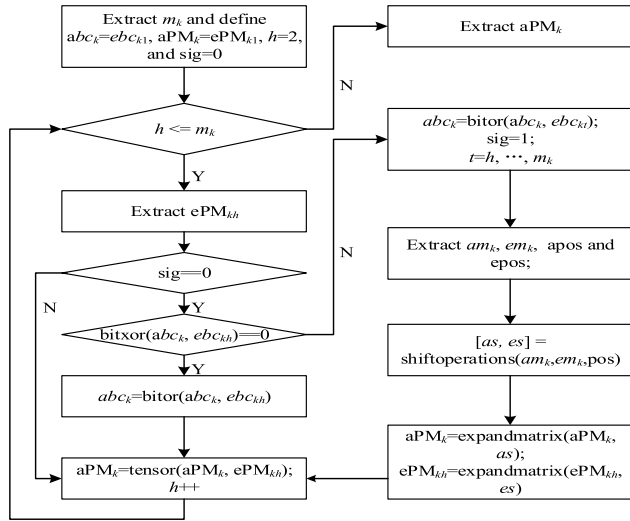 Extract mₖ and define
abcₖ=ebcₖ₁, aPMₖ=ePMₖ₁, h=2,
and sig=0
Extract aPMₖ
N
h <= mₖ
abcₖ=bitor(abcₖ, ebcₖₜ);
sig=1;
t=h, ···, mₖ
Y
Extract ePMₖₕ
N
sig==0
Extract amₖ, emₖ, apos and
epos;
N
Y
bitxor(abcₖ, ebcₖₕ)==0
[as, es] =
shiftoperations(amₖ,emₖ,pos)
Y
abcₖ=bitor(abcₖ, ebcₖₕ)
aPMₖ=tensor(aPMₖ, ePMₖₕ);
h++
aPMₖ=expandmatrix(aPMₖ,
as);
ePMₖₕ=expandmatrix(ePMₖₕ,
es)